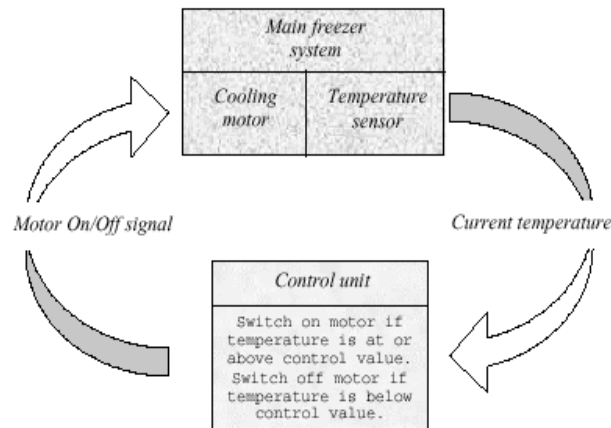 Main freezer
system
Cooling
motor
Temperature
sensor
Motor On/Off signal
Current temperature
Control unit
Switch on motor if
temperature is at or
above control value.
Switch off motor if
temperature is below
control value.